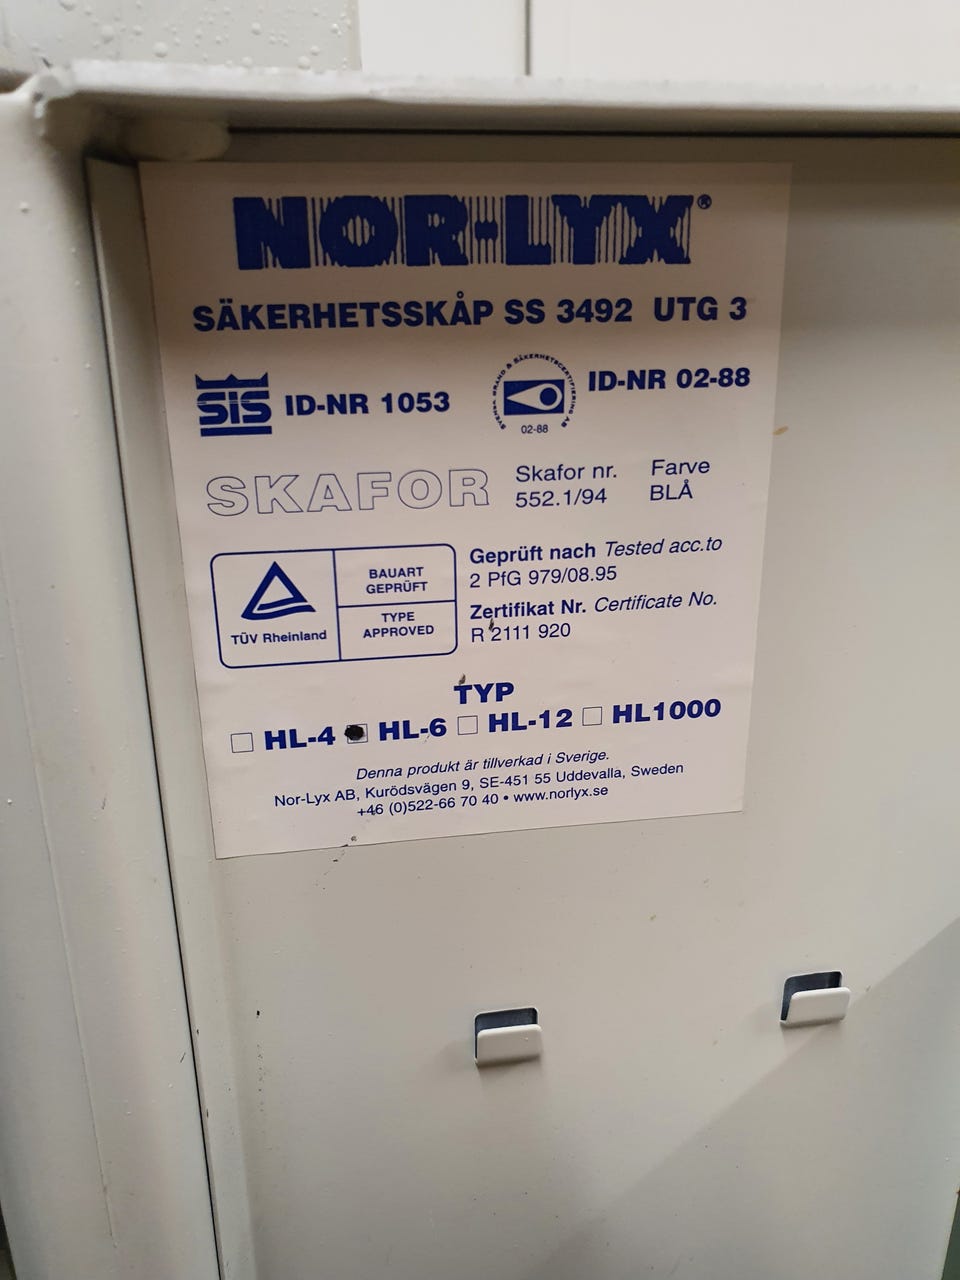 NOR-LYX®
SÄKERHETSSKÅP SS 3492 UTG 3
SIS ID-NR 1053
SVENSK BRAND & SÄKERHETSCERTIFIERING AB
02-88
ID-NR 02-88
SKAFOR
Skafor nr. Farve
552.1/94 BLÅ
TÜV Rheinland
BAUART
GEPRÜFT
TYPE
APPROVED
Geprüft nach Tested acc.to
2 PfG 979/08.95
Zertifikat Nr. Certificate No.
R 2111 920
TYP
HL-4 HL-6 HL-12 HL1000
Denna produkt är tillverkad i Sverige.
Nor-Lyx AB, Kurödsvägen 9, SE-451 55 Uddevalla, Sweden
+46 (0)522-66 70 40 • www.norlyx.se